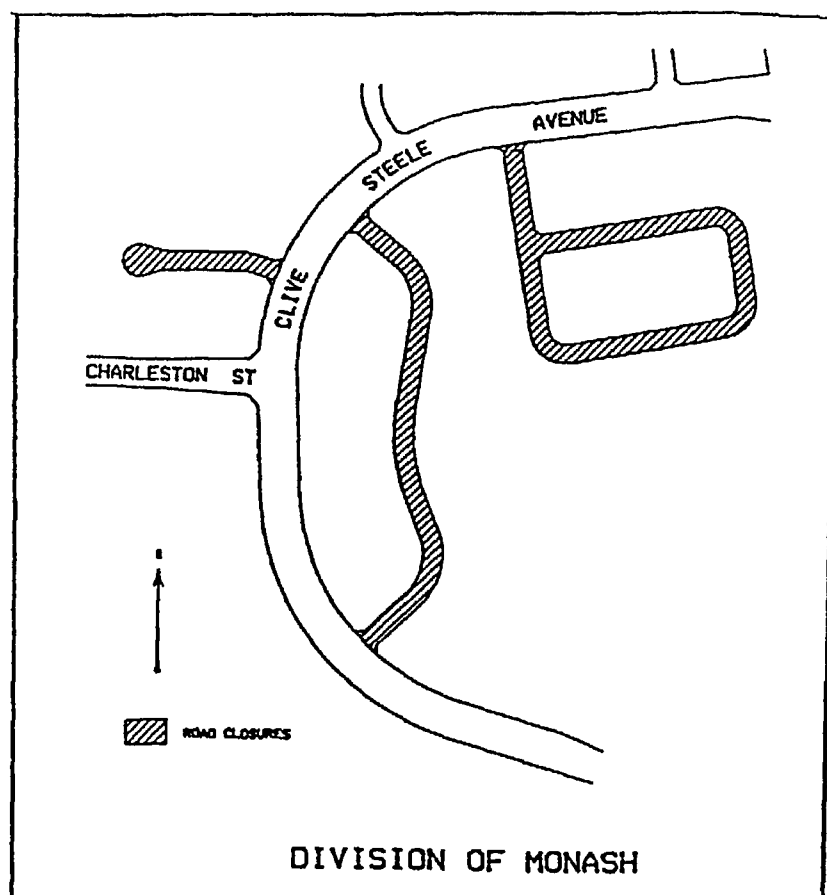 STEELE AVENUE
CLIVE
CHARLESTON ST
ROAD CLOSURES
DIVISION OF MONASH